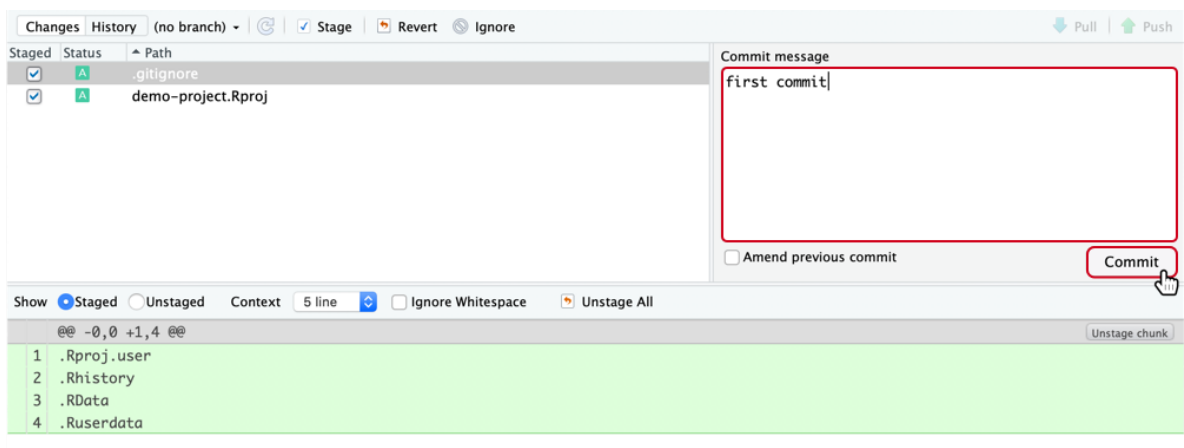 Changes History (no branch) Stage Revert Ignore Pull Push
Staged Status Path
A .gitignore
A demo-project.Rproj
Commit message
first commit
Amend previous commit
Commit
Show Staged Unstaged Context 5 line Ignore Whitespace Unstage All
@@ -0,0 +1,4 @@ Unstage chunk
1 .Rproj.user
2 .Rhistory
3 .RData
4 .Ruserdata